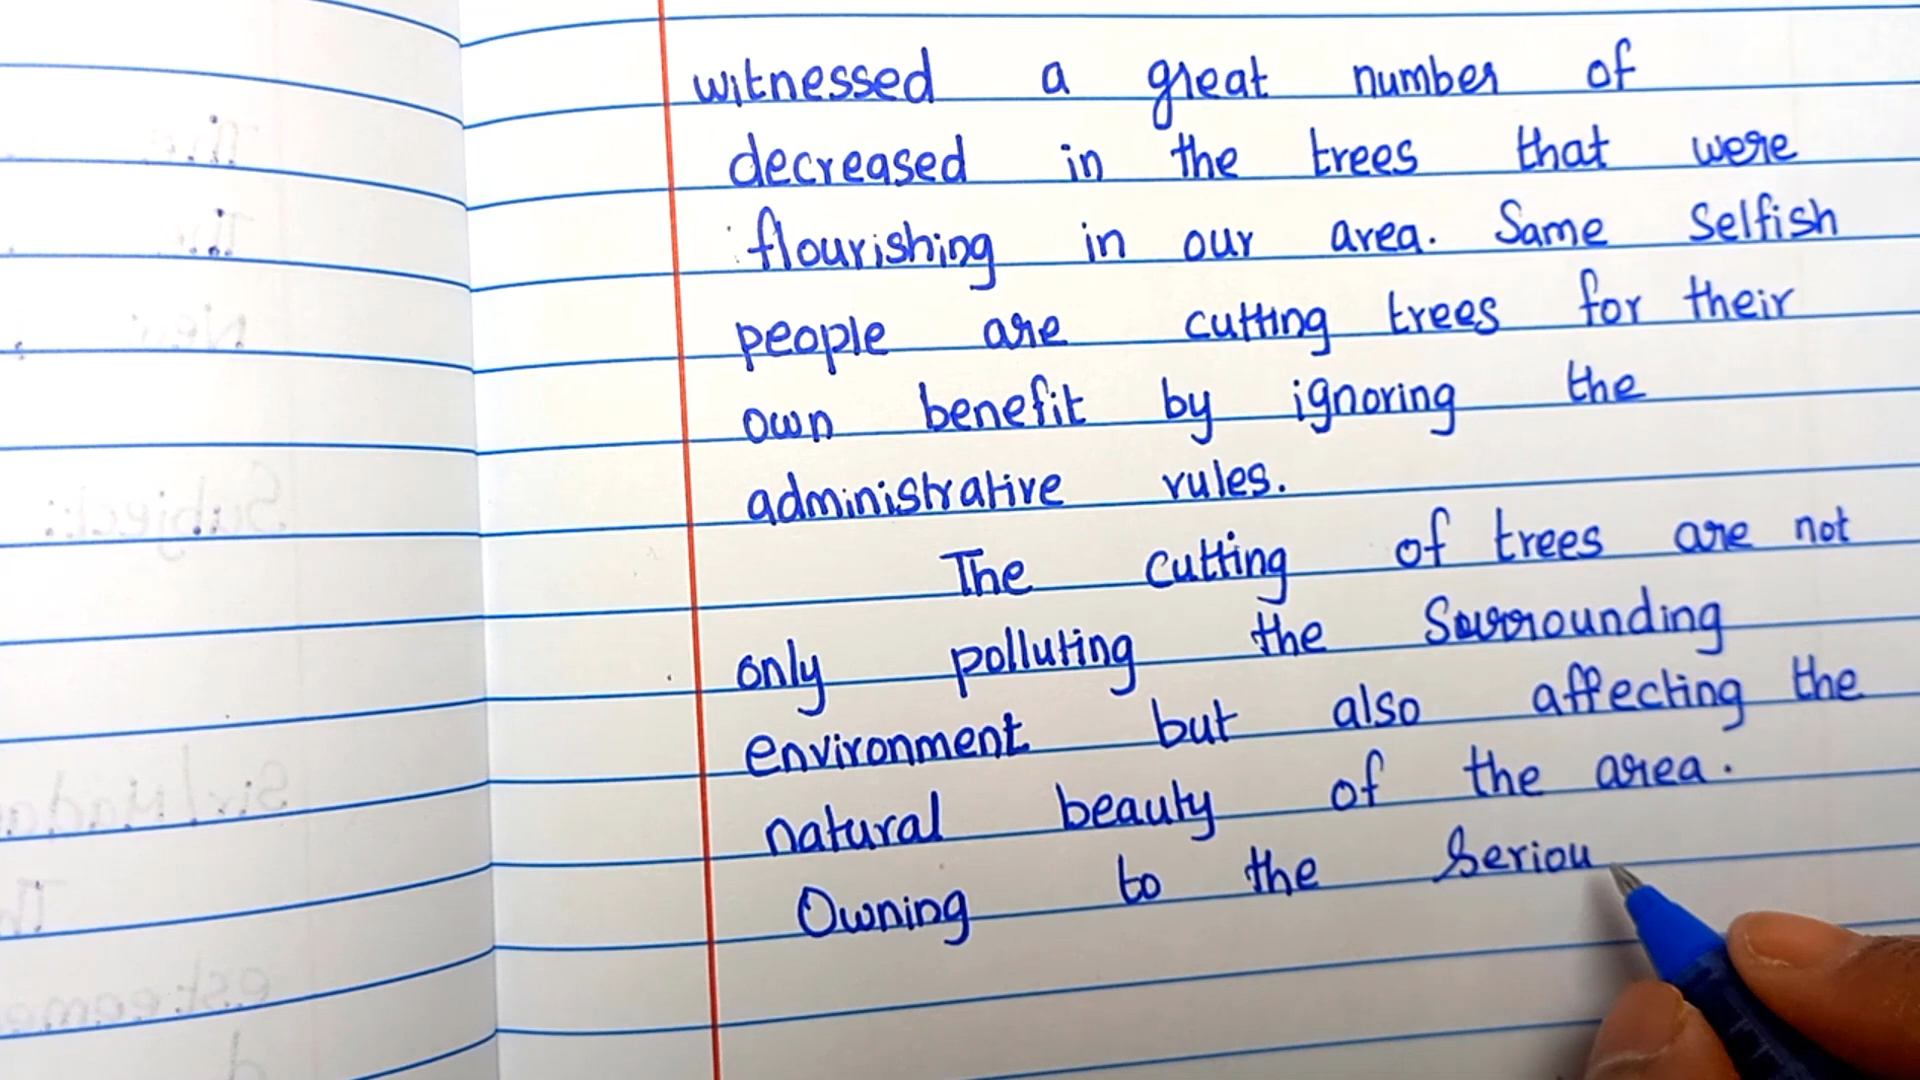 witnessed a great number of
decreased in the trees that were
flourishing in our area. Same Selfish
people are cutting trees for their
own benefit by ignoring the
administrative rules.
The cutting of trees are not
only polluting the Surrounding
environment but also affecting the
natural beauty of the area.
Owning to the Seriou